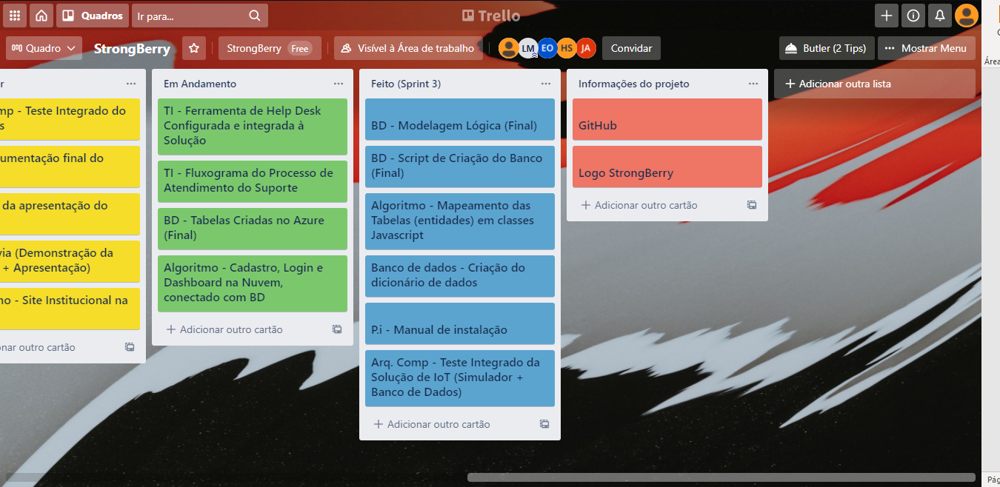 Quadros
Ir para...
Trello
Quadro
StrongBerry
StrongBerry Free
Visível à Área de trabalho
LM
EO
HS
JA
Convidar
Butler (2 Tips)
Mostrar Menu
Área
r
mp - Teste Integrado do
s
umentação final do
da apresentação do
via (Demonstração da
+ Apresentação)
no - Site Institucional na
onar outro cartão
Em Andamento
TI - Ferramenta de Help Desk
Configurada e integrada à
Solução
TI - Fluxograma do Processo de
Atendimento do Suporte
BD - Tabelas Criadas no Azure
(Final)
Algoritmo - Cadastro, Login e
Dashboard na Nuvem,
conectado com BD
Adicionar outro cartão
Feito (Sprint 3)
BD - Modelagem Lógica (Final)
BD - Script de Criação do Banco
(Final)
Algoritmo - Mapeamento das
Tabelas (entidades) em classes
Javascript
Banco de dados - Criação do
dicionário de dados
P.i - Manual de instalação
Arq. Comp - Teste Integrado da
Solução de IoT (Simulador +
Banco de Dados)
Adicionar outro cartão
Informações do projeto
GitHub
Logo StrongBerry
Adicionar outro cartão
Adicionar outra lista
Pág